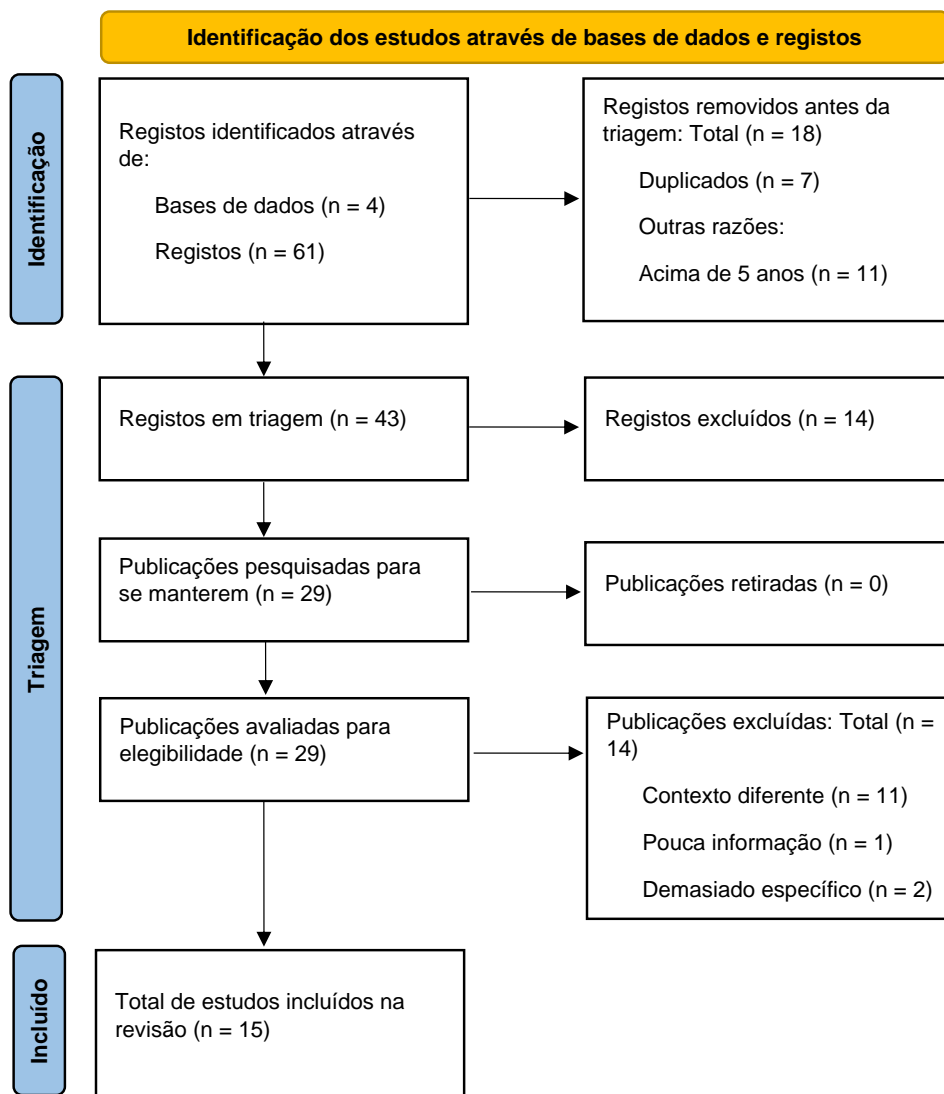 Identificação dos estudos através de bases de dados e registos
Identificação
Registos identificados através
de:
Bases de dados (n = 4)
Registos (n = 61)
Registos removidos antes da
triagem: Total (n = 18)
Duplicados (n = 7)
Outras razões:
Acima de 5 anos (n = 11)
Triagem
Registos em triagem (n = 43)
Registos excluídos (n = 14)
Publicações pesquisadas para
se manterem (n = 29)
Publicações retiradas (n = 0)
Publicações avaliadas para
elegibilidade (n = 29)
Publicações excluídas: Total (n =
14)
Contexto diferente (n = 11)
Pouca informação (n = 1)
Demasiado específico (n = 2)
Incluído
Total de estudos incluídos na
revisão (n = 15)